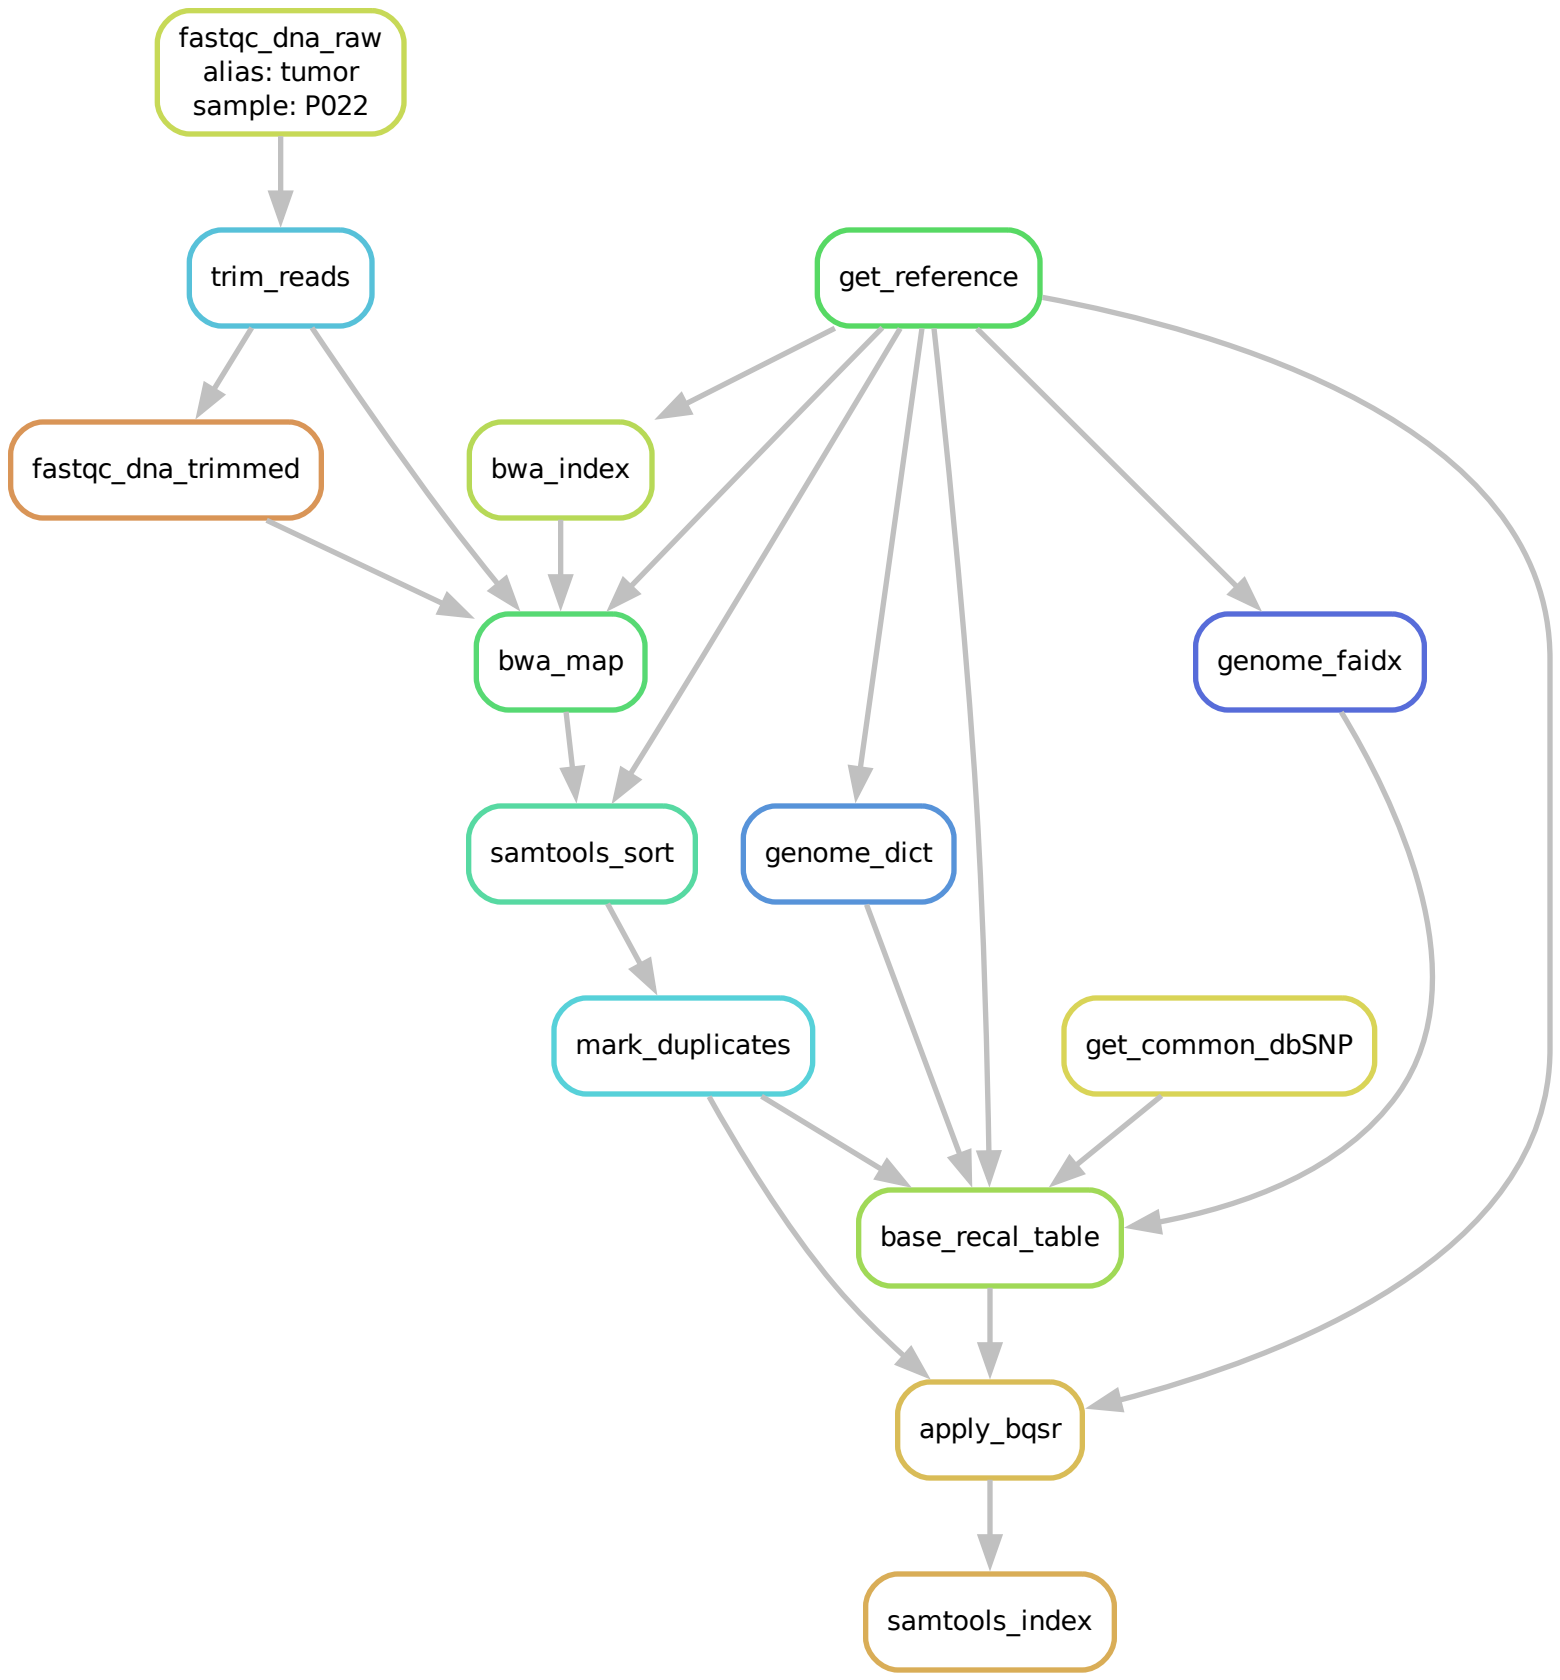 fastqc_dna_raw
alias: tumor
sample: P022
trim_reads
get_reference
fastqc_dna_trimmed
bwa_index
bwa_map
genome_faidx
samtools_sort
genome_dict
mark_duplicates
get_common_dbSNP
base_recal_table
apply_bqsr
samtools_index